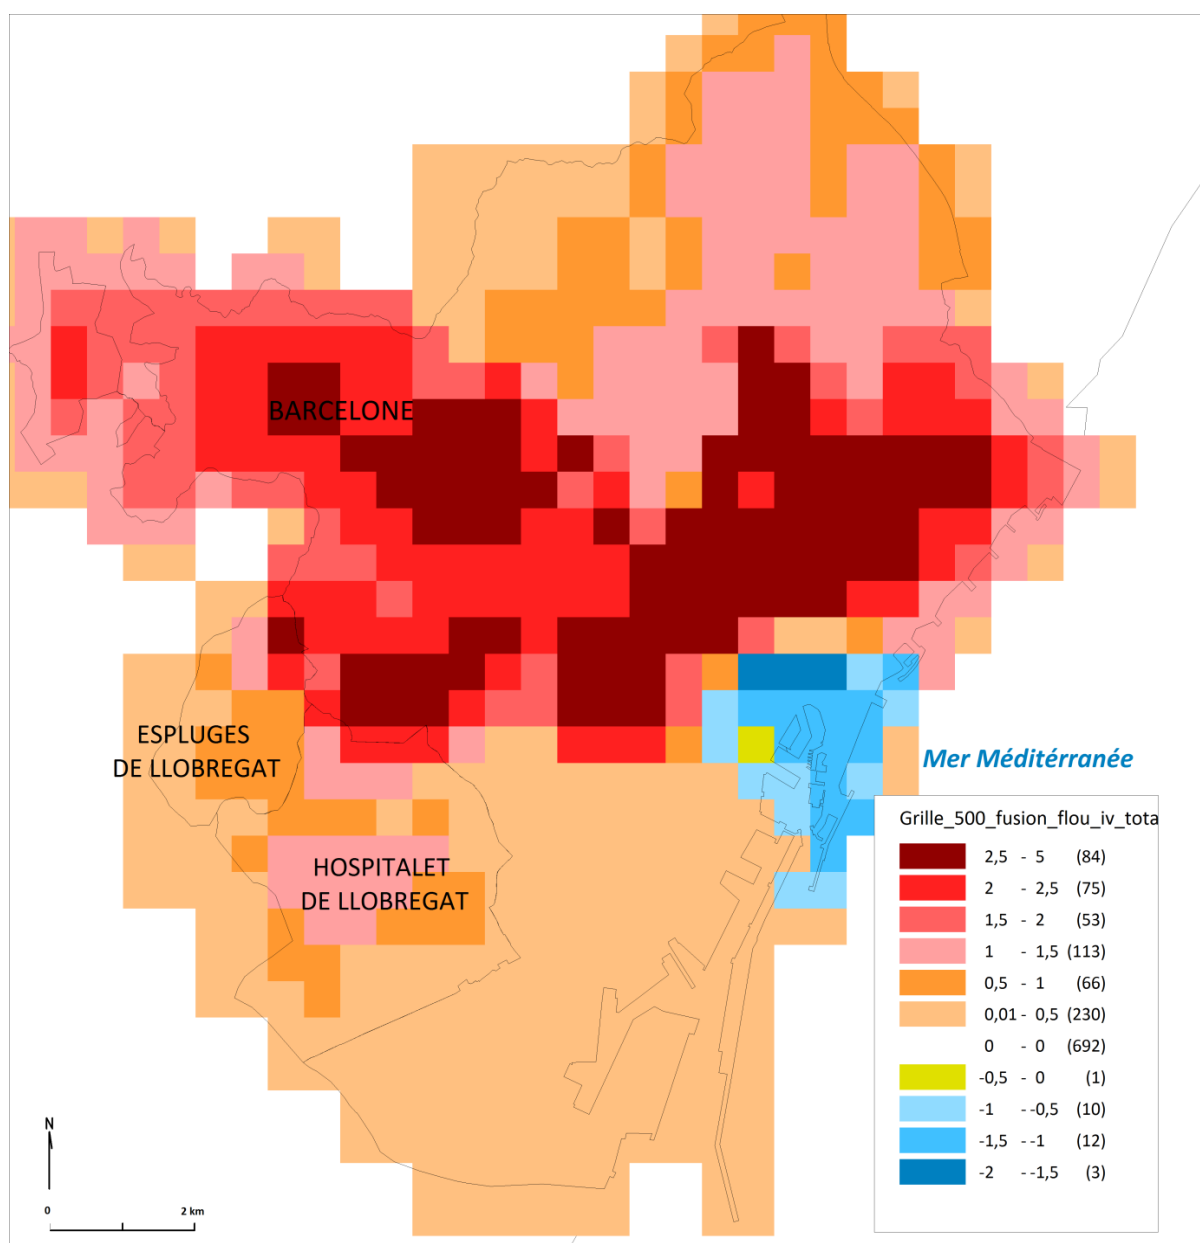 BARCELONE
ESPLUGES
DE LLOBREGAT
Mer Méditérranée
HOSPITALET
DE LLOBREGAT
Grille_500_fusion_flou_iv_tota
2,5 - 5 (84)
2 - 2,5 (75)
1,5 - 2 (53)
1 - 1,5 (113)
0,5 - 1 (66)
0,01 - 0,5 (230)
0 - 0 (692)
-0,5 - 0 (1)
-1 - -0,5 (10)
-1,5 - -1 (12)
-2 - -1,5 (3)
N
0 2 km